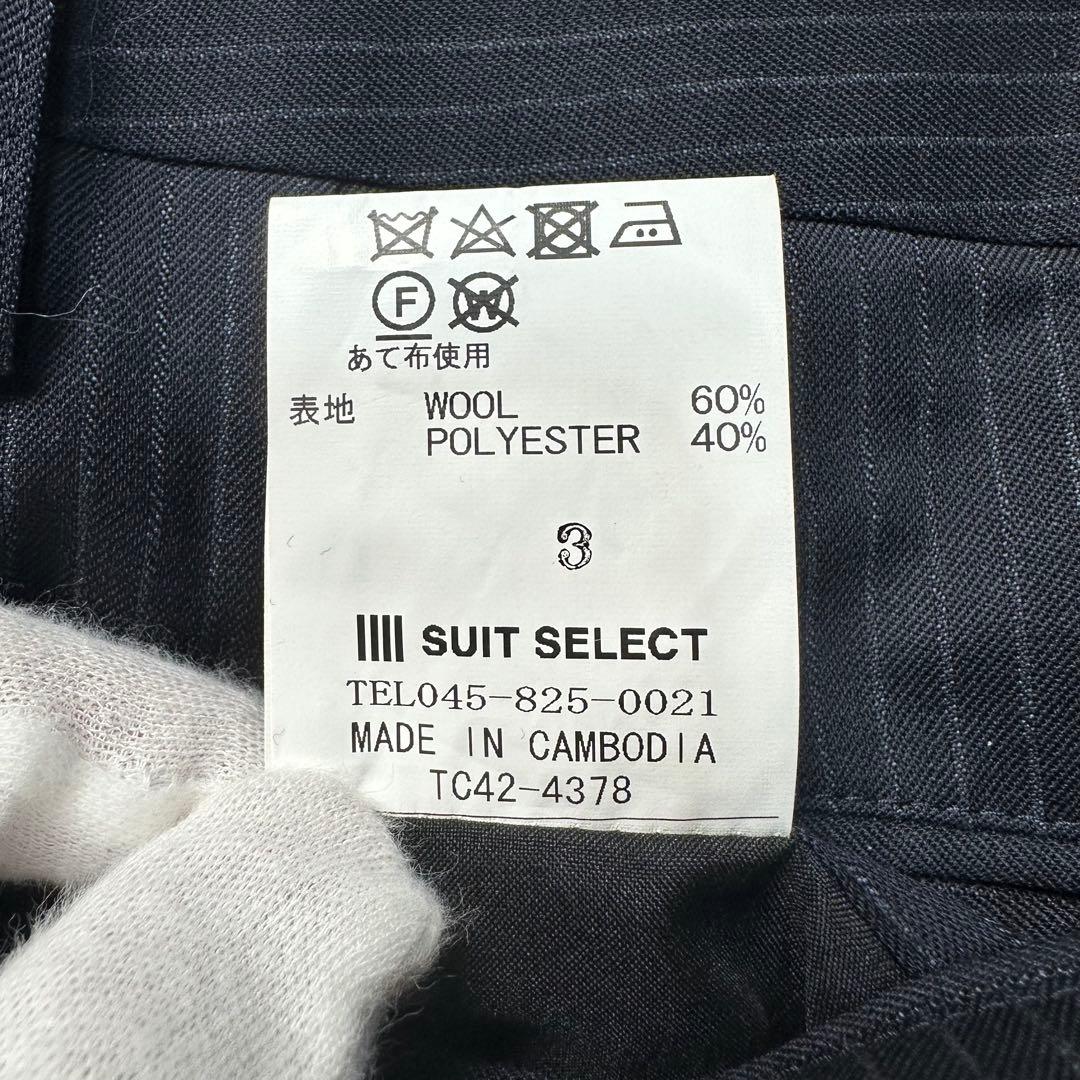 F W
あて布使用
表地 WOOL 60%
POLYESTER 40%
3
SUIT SELECT
TEL045-825-0021
MADE IN CAMBODIA
TC42-4378